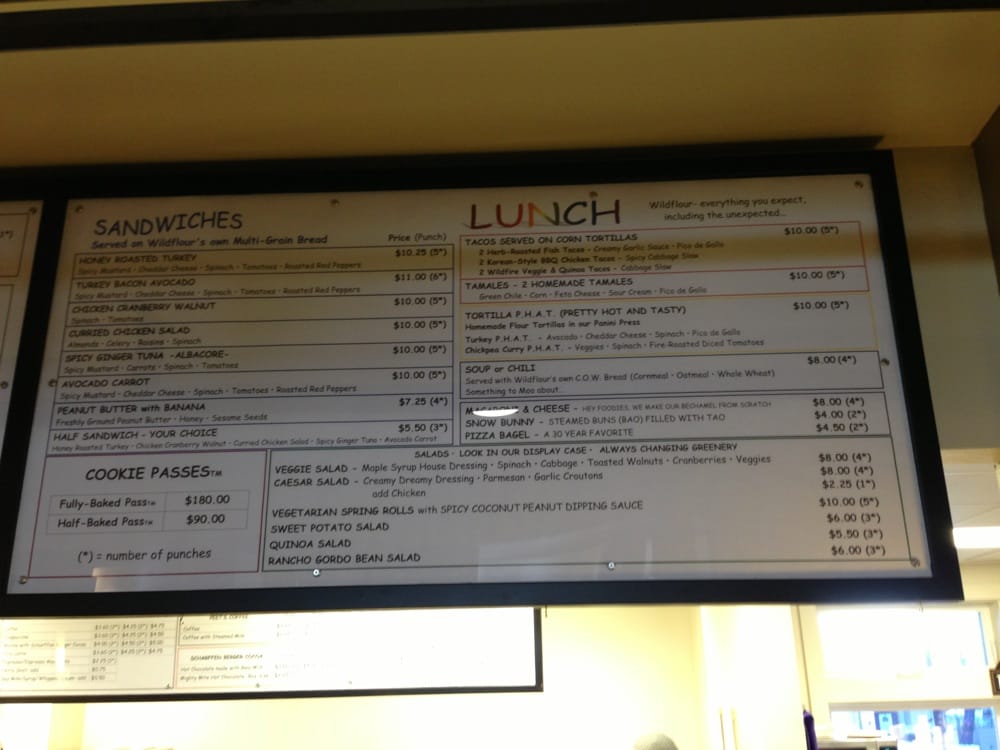 SANDWICHES
Served on Wildflour's own Multi-Grain Bread
Price (Punch)
HONEY ROASTED TURKEY $10.25 (5*)
Spicy Mustard · Cheddar Cheese · Spinach · Tomatoes · Roasted Red Peppers
TURKEY BACON AVOCADO $11.00 (6*)
Spicy Mustard · Cheddar Cheese · Spinach · Tomatoes · Roasted Red Peppers
CHICKEN CRANBERRY WALNUT $10.00 (5*)
Spinach · Tomatoes
CURRIED CHICKEN SALAD $10.00 (5*)
Almonds · Celery · Raisins · Spinach
SPICY GINGER TUNA -ALBACORE- $10.00 (5*)
Spicy Mustard · Carrots · Spinach · Tomatoes
AVOCADO CARROT $10.00 (5*)
Spicy Mustard · Cheddar Cheese · Spinach · Tomatoes · Roasted Red Peppers
PEANUT BUTTER with BANANA $7.25 (4*)
Freshly Ground Peanut Butter · Honey · Sesame Seeds
HALF SANDWICH - YOUR CHOICE $5.50 (3*)
Honey Roasted Turkey · Chicken Cranberry Walnut · Curried Chicken Salad · Spicy Ginger Tuna · Avocado Carrot
COOKIE PASSES™
Fully-Baked Pass™ $180.00
Half-Baked Pass™ $90.00
(*) = number of punches
LUNCH
Wildflour- everything you expect,
including the unexpected...
TACOS SERVED ON CORN TORTILLAS $10.00 (5*)
2 Herb-Roasted Fish Tacos - Creamy Garlic Sauce · Pico de Gallo
2 Korean-Style BBQ Chicken Tacos - Spicy Cabbage Slaw
2 Wildfire Veggie & Quinoa Tacos - Cabbage Slaw
TAMALES - 2 HOMEMADE TAMALES $10.00 (5*)
Green Chile · Corn · Feta Cheese · Sour Cream · Pico de Gallo
TORTILLA P.H.A.T. (PRETTY HOT AND TASTY) $10.00 (5*)
Homemade Flour Tortillas in our Panini Press
Turkey P.H.A.T. - Avocado · Cheddar Cheese · Spinach · Pico de Gallo
Chickpea Curry P.H.A.T. - Veggies · Spinach · Fire-Roasted Diced Tomatoes
SOUP or CHILI $8.00 (4*)
Served with Wildflour's own C.O.W. Bread (Cornmeal · Oatmeal · Whole Wheat)
Something to Moo about...
& CHEESE - HEY FOODIES, WE MAKE OUR BECHAMEL FROM SCRATCH $8.00 (4*)
SNOW BUNNY - STEAMED BUNS (BAO) FILLED WITH TAO $4.00 (2*)
PIZZA BAGEL - A 30 YEAR FAVORITE $4.50 (2*)
SALADS · LOOK IN OUR DISPLAY CASE · ALWAYS CHANGING GREENERY
VEGGIE SALAD - Maple Syrup House Dressing · Spinach · Cabbage · Toasted Walnuts · Cranberries · Veggies $8.00 (4*)
CAESAR SALAD - Creamy Dreamy Dressing · Parmesan · Garlic Croutons $8.00 (4*)
add Chicken $2.25 (1*)
VEGETARIAN SPRING ROLLS with SPICY COCONUT PEANUT DIPPING SAUCE $10.00 (5*)
SWEET POTATO SALAD $6.00 (3*)
QUINOA SALAD $5.50 (3*)
RANCHO GORDO BEAN SALAD $6.00 (3*)
Coffee
Coffee with Steamed Milk